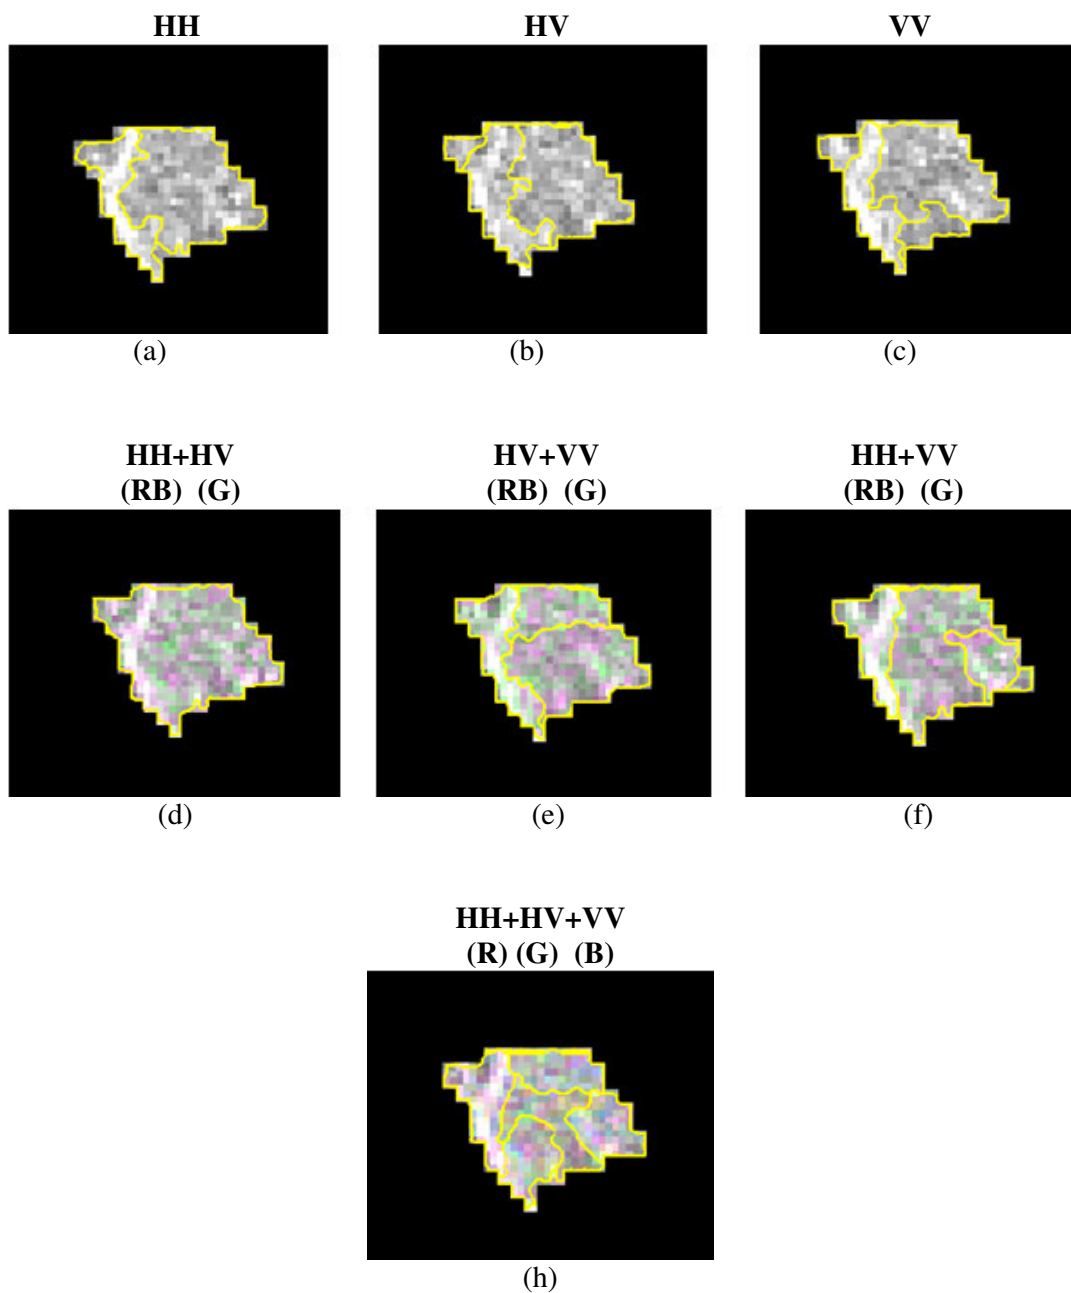 HH HV VV
(a) (b) (c)
HH+HV HV+VV HH+VV
(RB) (G) (RB) (G) (RB) (G)
(d) (e) (f)
HH+HV+VV
(R) (G) (B)
(h)